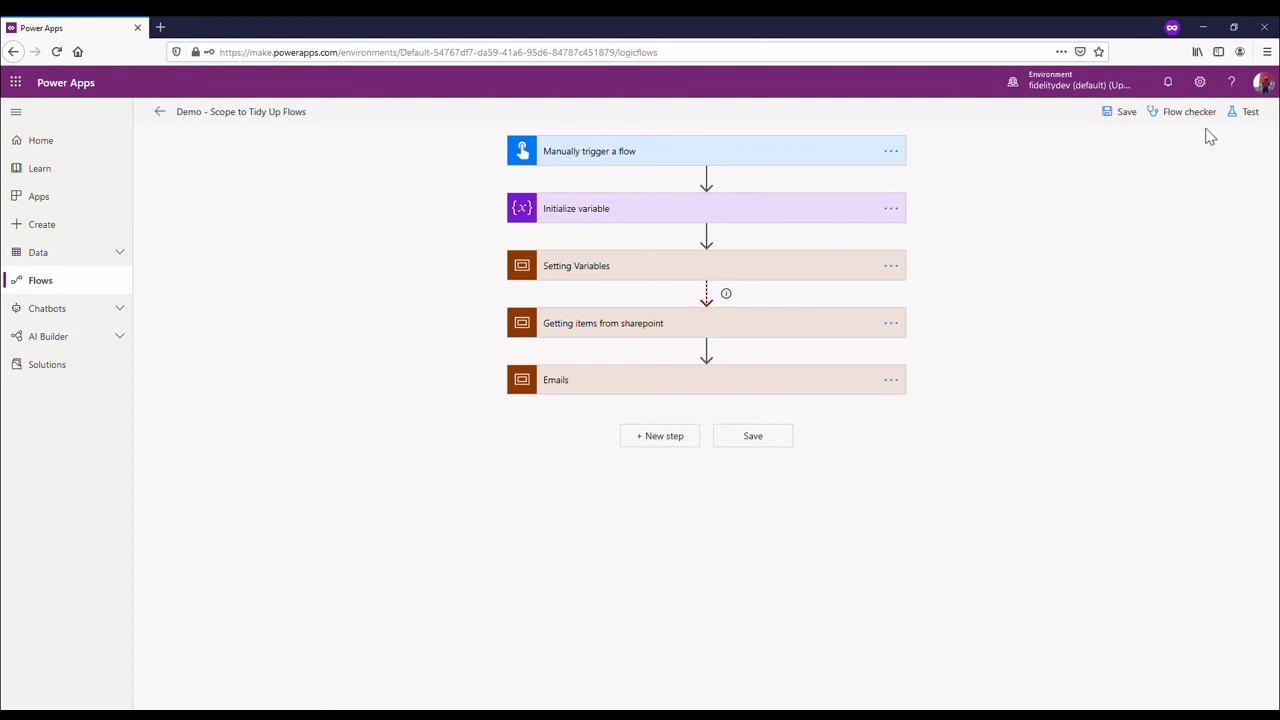 Power Apps
https://make.powerapps.com/environments/Default-54767df7-da59-41a6-95d6-84787c451879/logicflows
Power Apps
Environment
fidelitydev (default) (Up...
Demo - Scope to Tidy Up Flows
Save
Flow checker
Test
Home
Learn
Apps
Create
Data
Flows
Chatbots
AI Builder
Solutions
Manually trigger a flow
{x} Initialize variable
Setting Variables
Getting items from sharepoint
Emails
+ New step
Save